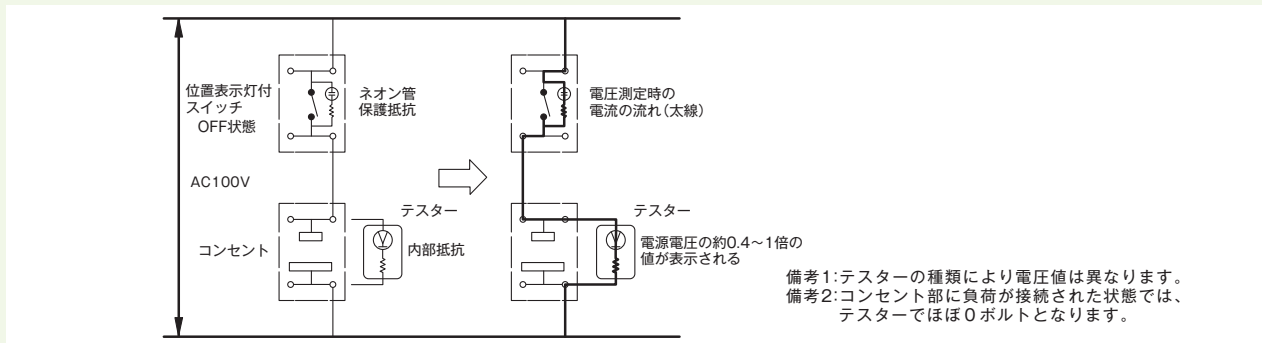 位置表示灯付
スイッチ
OFF状態
ネオン管
保護抵抗
AC100V
テスター
コンセント
V
内部抵抗
電圧測定時の
電流の流れ（太線）
テスター
V
電源電圧の約0.4～1倍の
値が表示される
備考1:テスターの種類により電圧値は異なります。
備考2:コンセント部に負荷が接続された状態では、
テスターでほぼ0ボルトとなります。